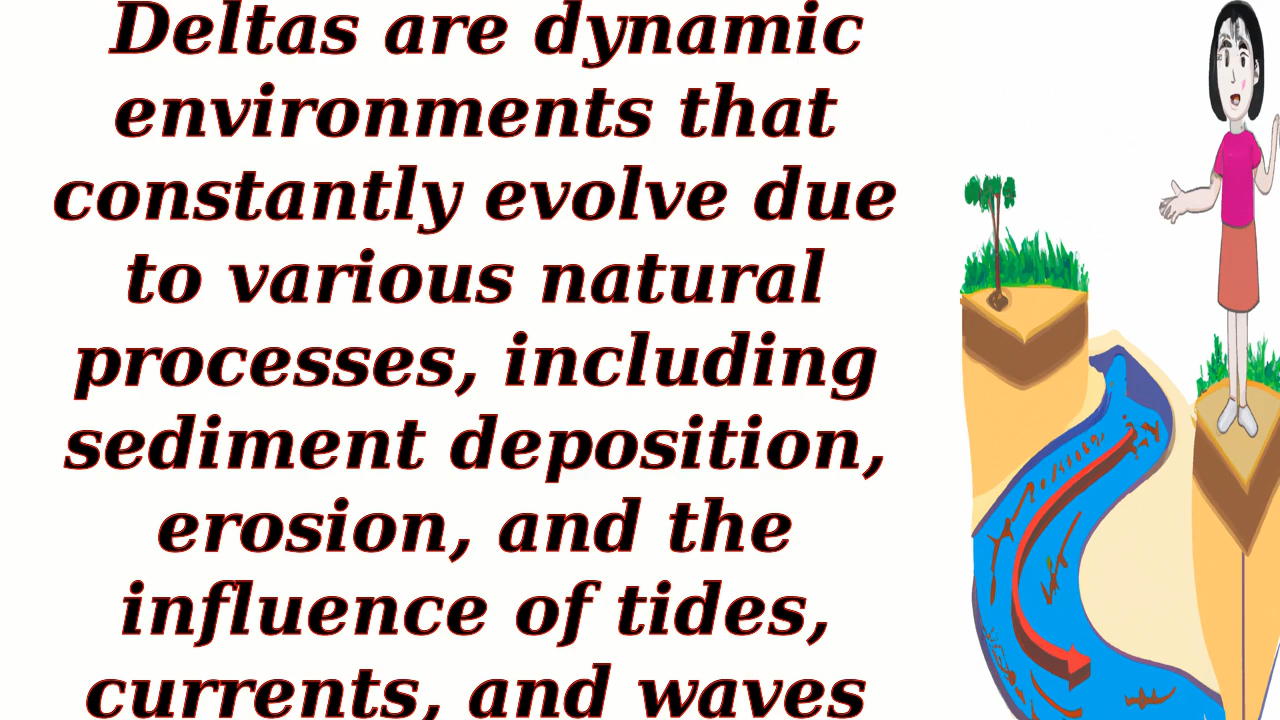 Deltas are dynamic
environments that
constantly evolve due
to various natural
processes, including
sediment deposition,
erosion, and the
influence of tides,
currents, and waves